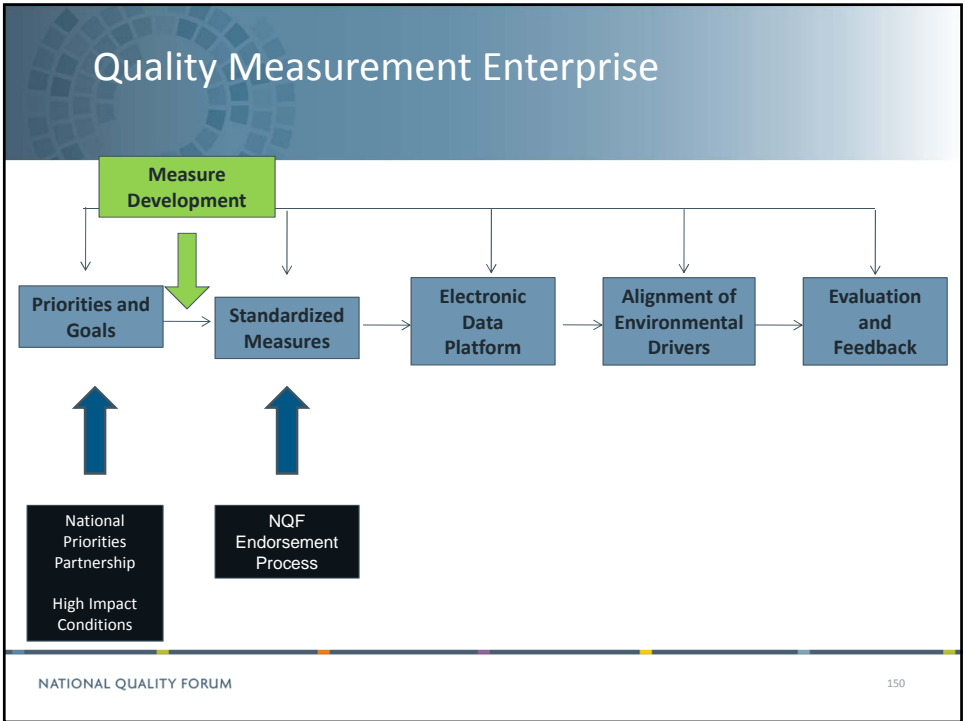 Quality Measurement Enterprise
Measure
Development
Priorities and
Goals
Standardized
Measures
Electronic
Data
Platform
Alignment of
Environmental
Drivers
Evaluation
and
Feedback
National
Priorities
Partnership
High Impact
Conditions
NQF
Endorsement
Process
NATIONAL QUALITY FORUM
150